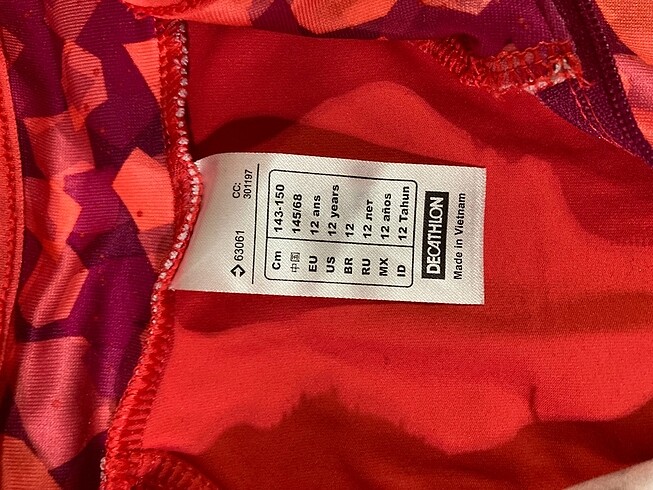 63061
CC:
301197
Cm 143-150
中国 145/68
EU 12 ans
US 12 years
BR 12
RU 12 лет
MX 12 años
ID 12 Tahun
DECATHLON
Made in Vietnam